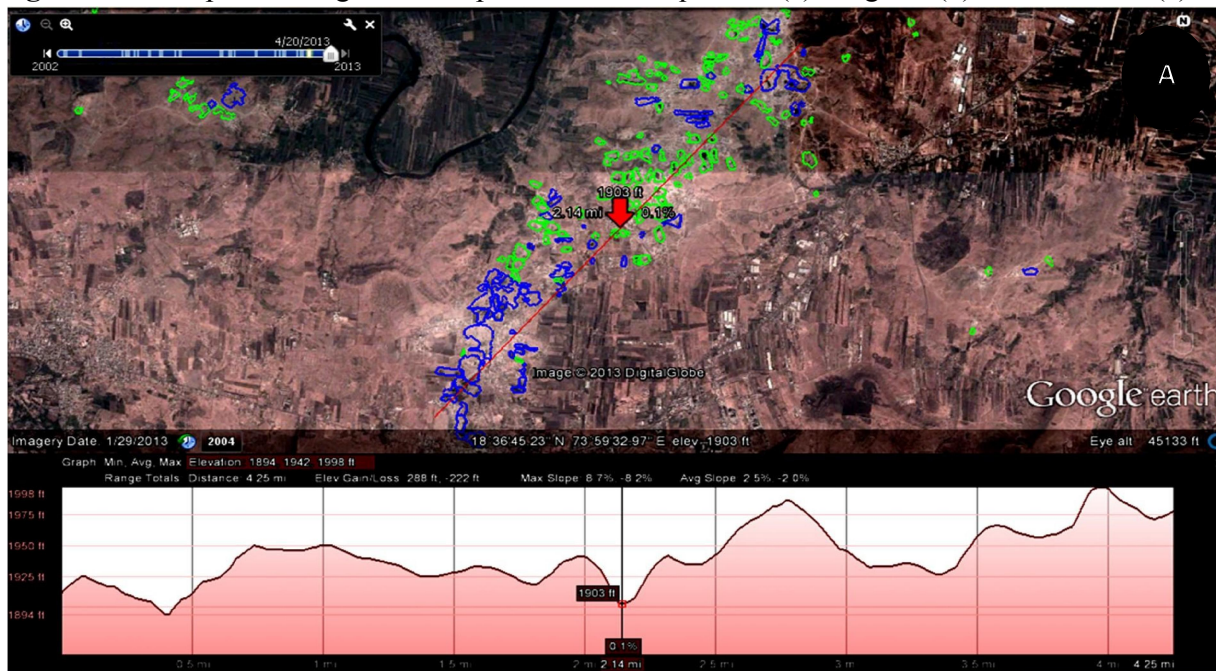 4/20/2013
2002
2013
N
A
1903 ft
2.14 mi 0.1%
Image © 2013 DigitalGlobe
Google earth
Imagery Date: 1/29/2013 2004 18°36'45.23" N 73°59'32.97" E elev 1903 ft Eye alt 45133 ft
Graph: Min, Avg, Max Elevation: 1894, 1942, 1998 ft
Range Totals: Distance: 4.25 mi Elev Gain/Loss: 288 ft, -222 ft Max Slope: 8.7%, -8.2% Avg Slope: 2.5%, -2.0%
1998 ft
1975 ft
1950 ft
1925 ft
1903 ft
1894 ft
0.1%
0.5 mi 1 mi 1.5 mi 2 mi 2.14 mi 2.5 mi 3 mi 3.5 mi 4 mi 4.25 mi